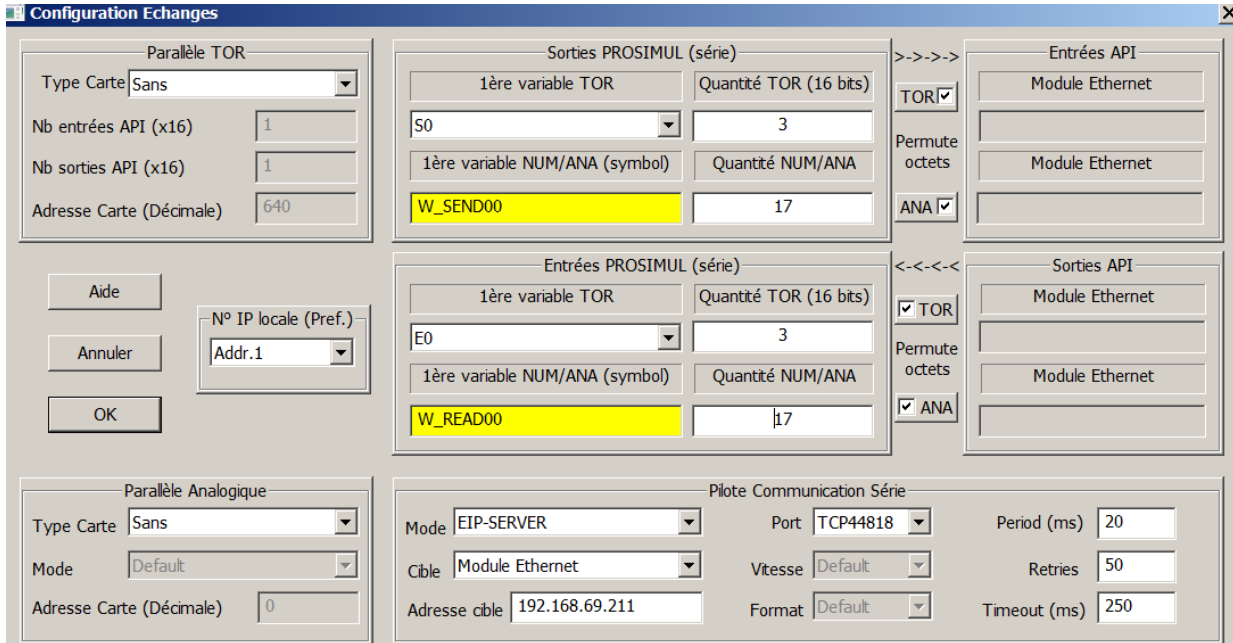 Configuration Echanges
Parallèle TOR
Type Carte Sans
Nb entrées API (x16) 1
Nb sorties API (x16) 1
Adresse Carte (Décimale) 640
Sorties PROSIMUL (série)
1ère variable TOR Quantité TOR (16 bits)
S0 3
1ère variable NUM/ANA (symbol) Quantité NUM/ANA
W_SEND00 17
>->->->
TOR
Permute
octets
ANA
Entrées API
Module Ethernet
Module Ethernet
Aide
Annuler
OK
N° IP locale (Pref.)
Addr.1
Entrées PROSIMUL (série)
1ère variable TOR Quantité TOR (16 bits)
E0 3
1ère variable NUM/ANA (symbol) Quantité NUM/ANA
W_READ00 17
<-<-<-<
TOR
Permute
octets
ANA
Sorties API
Module Ethernet
Module Ethernet
Parallèle Analogique
Type Carte Sans
Mode Default
Adresse Carte (Décimale) 0
Pilote Communication Série
Mode EIP-SERVER Port TCP44818 Period (ms) 20
Cible Module Ethernet Vitesse Default Retries 50
Adresse cible 192.168.69.211 Format Default Timeout (ms) 250